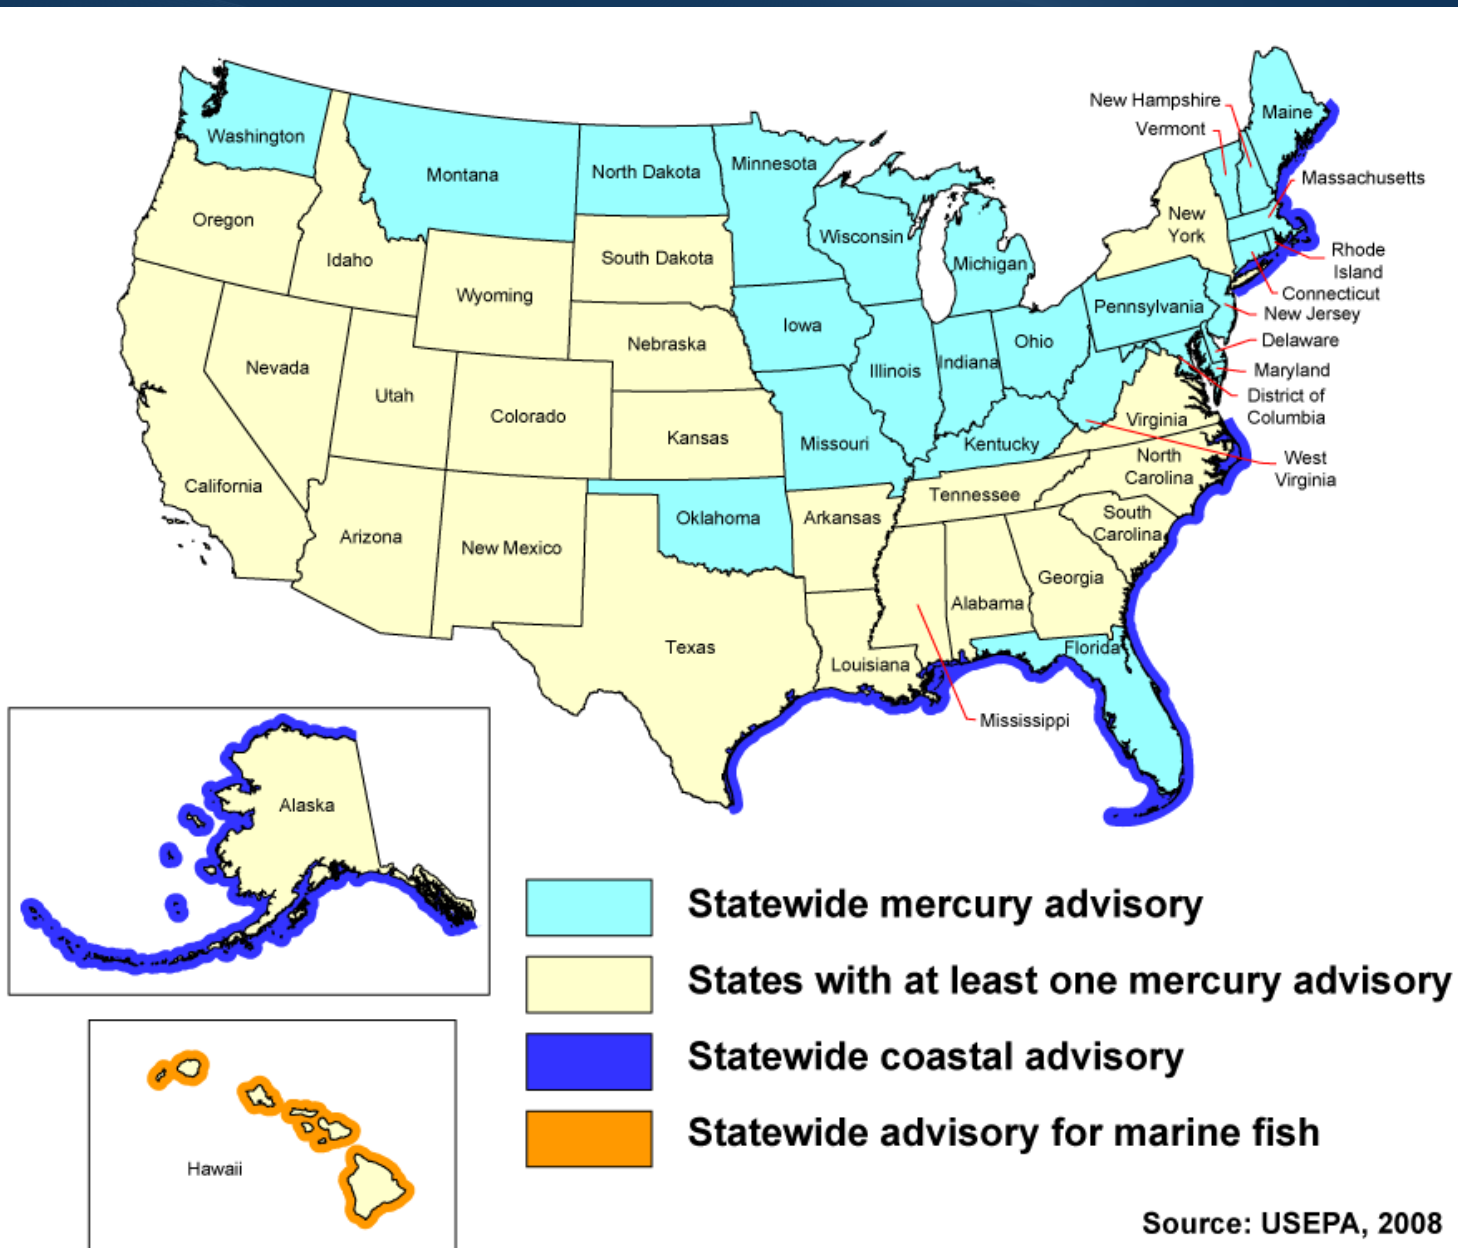 New Hampshire
Vermont
Maine
Massachusetts
Washington
Montana
North Dakota
Minnesota
Oregon
Idaho
Wyoming
South Dakota
Wisconsin
Michigan
New
York
Rhode
Island
Connecticut
New Jersey
Delaware
Maryland
District of
Columbia
Pennsylvania
Iowa
Nebraska
Nevada
Utah
Colorado
Kansas
Missouri
Illinois
Indiana
Ohio
Kentucky
Virginia
West
Virginia
North
Carolina
California
Arizona
New Mexico
Oklahoma
Arkansas
Tennessee
South
Carolina
Georgia
Alabama
Texas
Louisiana
Florida
Mississippi
Alaska
Hawaii
Statewide mercury advisory
States with at least one mercury advisory
Statewide coastal advisory
Statewide advisory for marine fish
Source: USEPA, 2008